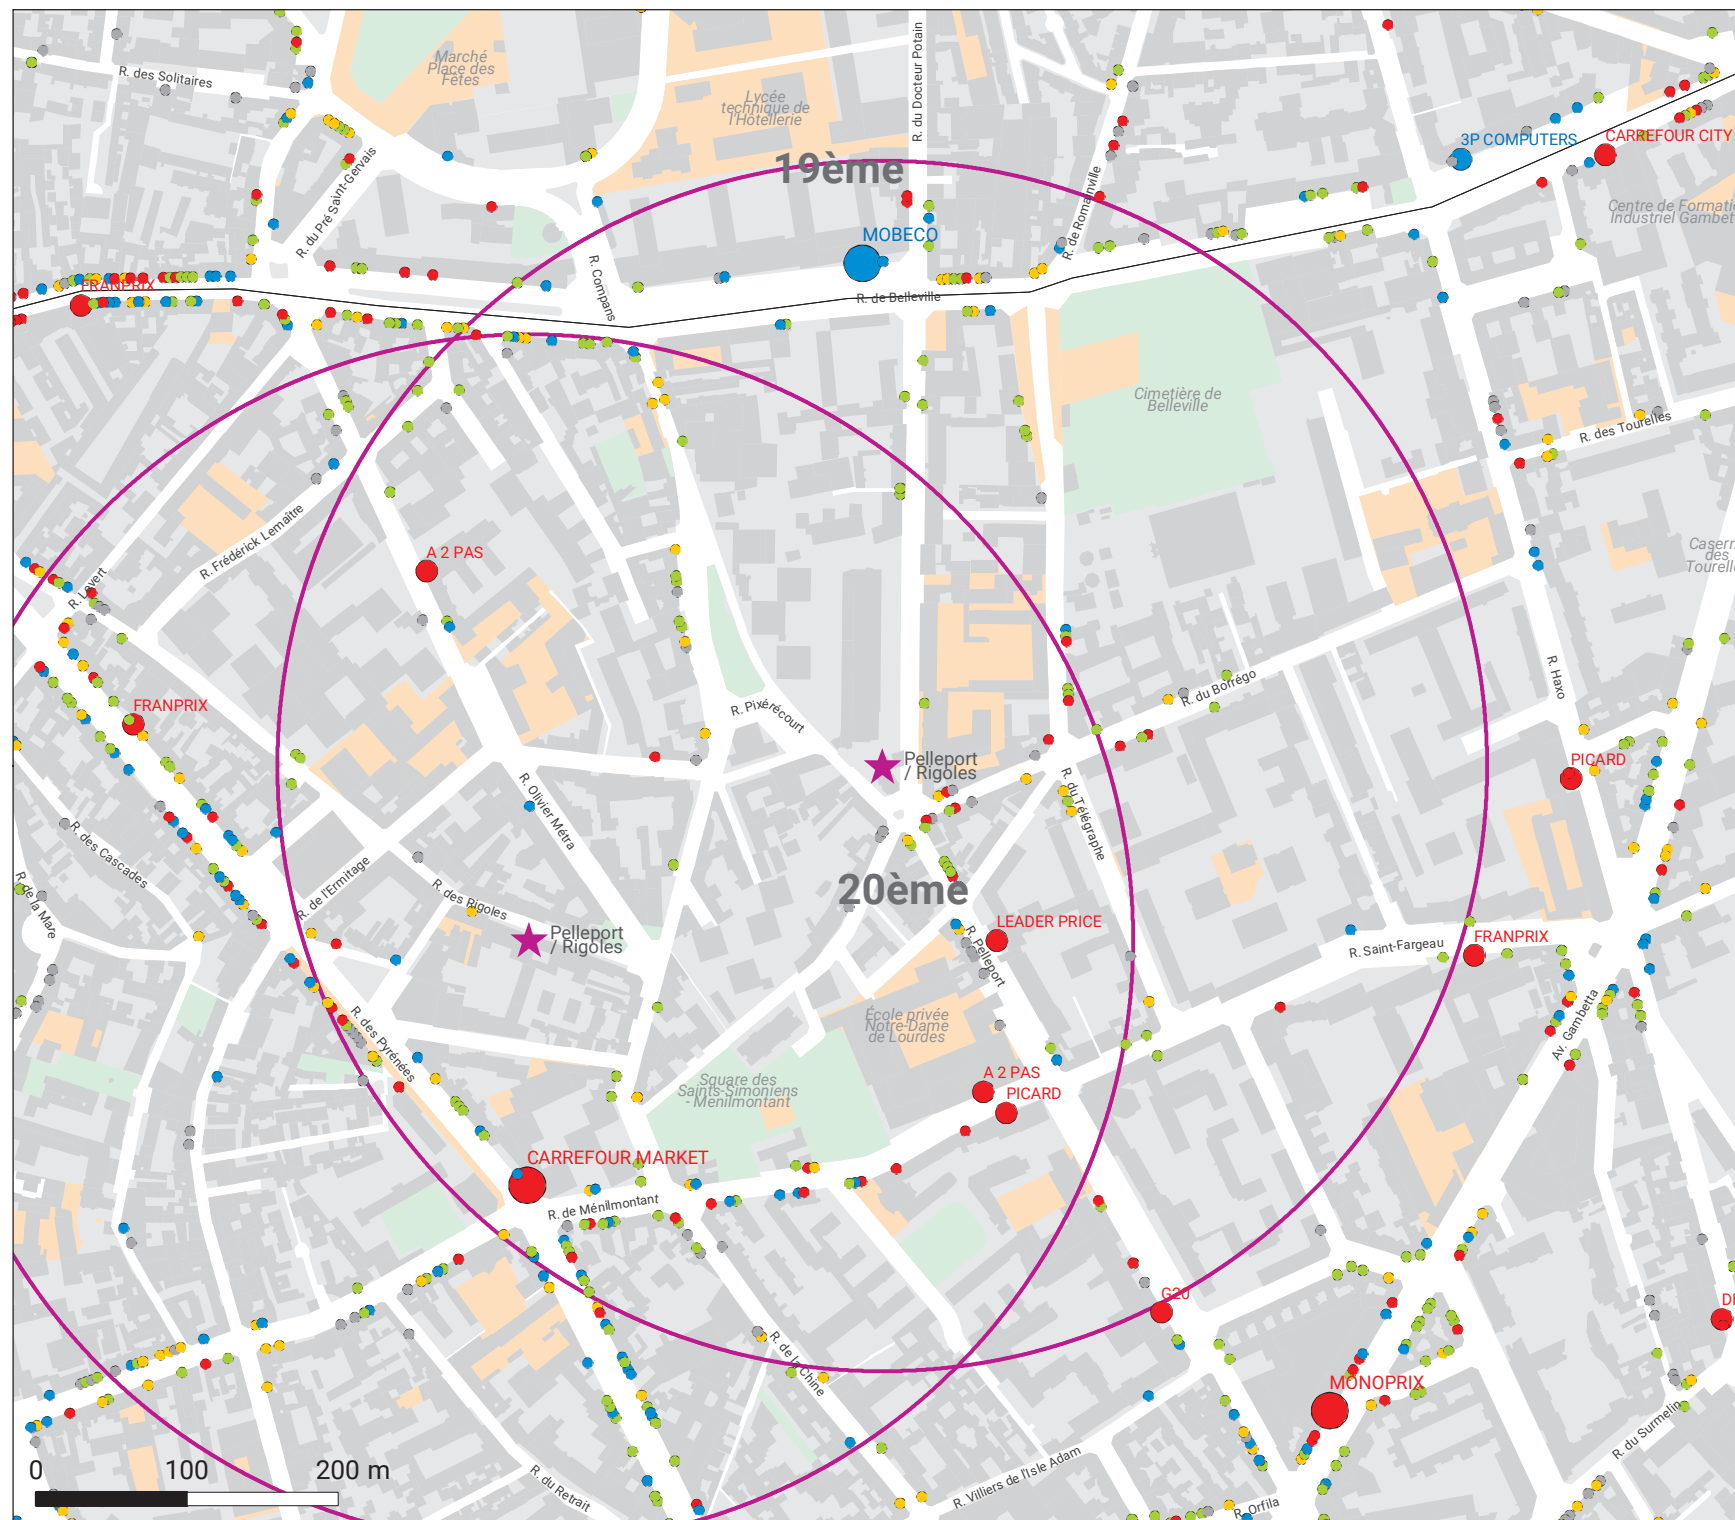 R. des Solitaires
Marché
Place des
Fêtes
Lycée
technique de
l'Hôtellerie
R. du Docteur Potain
3P COMPUTERS
CARREFOUR CITY
19ème
R. du Pré Saint-Gervais
R. de Romainville
Centre de Formati
Industriel Gambet
MOBECO
R. Compans
FRANPRIX
R. de Belleville
Cimetière de
Belleville
R. des Tourelles
R. Frédérick Lemaître
A 2 PAS
Casern
des
Tourell
R. Levert
R. Haxo
R. du Borrégo
FRANPRIX
R. Pixérécourt
Pelleport
/ Rigoles
PICARD
R. Olivier Métra
R. du Télégraphe
R. des Cascades
20ème
R. de la Mare
R. de l'Ermitage
R. des Rigoles
LEADER PRICE
Pelleport
/ Rigoles
R. Pelleport
R. Saint-Fargeau
FRANPRIX
École privée
Notre-Dame
de Lourdes
R. des Pyrénées
Av. Gambetta
Square des
Saints-Simoniens
- Ménilmontant
A 2 PAS
PICARD
CARREFOUR MARKET
R. de Ménilmontant
G20
DI
R. de la Chine
MONOPRIX
R. du Surmelin
0 100 200 m
R. du Retrait
R. Villiers de l'Isle Adam
R. Orfila